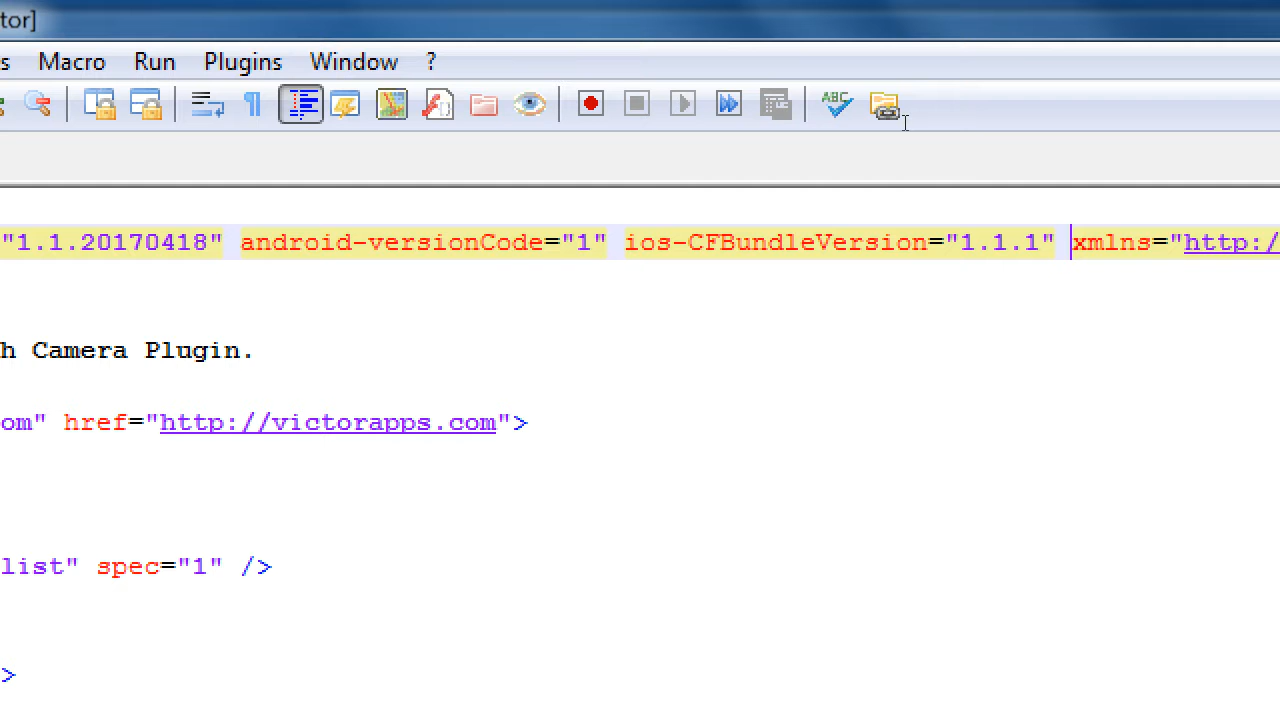 tor]
s Macro Run Plugins Window ?
ABC
"1.1.20170418" android-versionCode="1" ios-CFBundleVersion="1.1.1" xmlns="http:/
h Camera Plugin.
om" href="http://victorapps.com">
list" spec="1" />
>